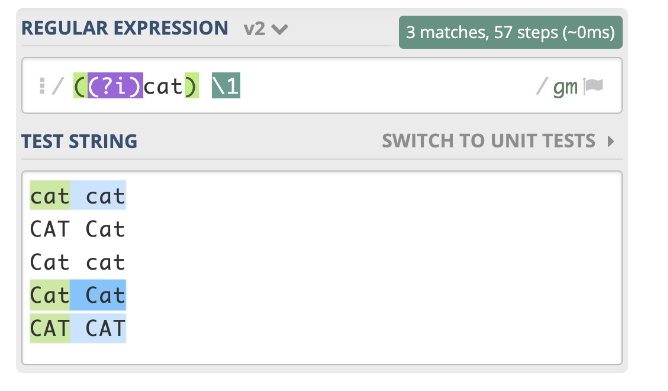 REGULAR EXPRESSION v2 3 matches, 57 steps (~0ms)
/ ((?i)cat) \1 / gm
TEST STRING SWITCH TO UNIT TESTS
cat cat
CAT Cat
Cat cat
Cat Cat
CAT CAT